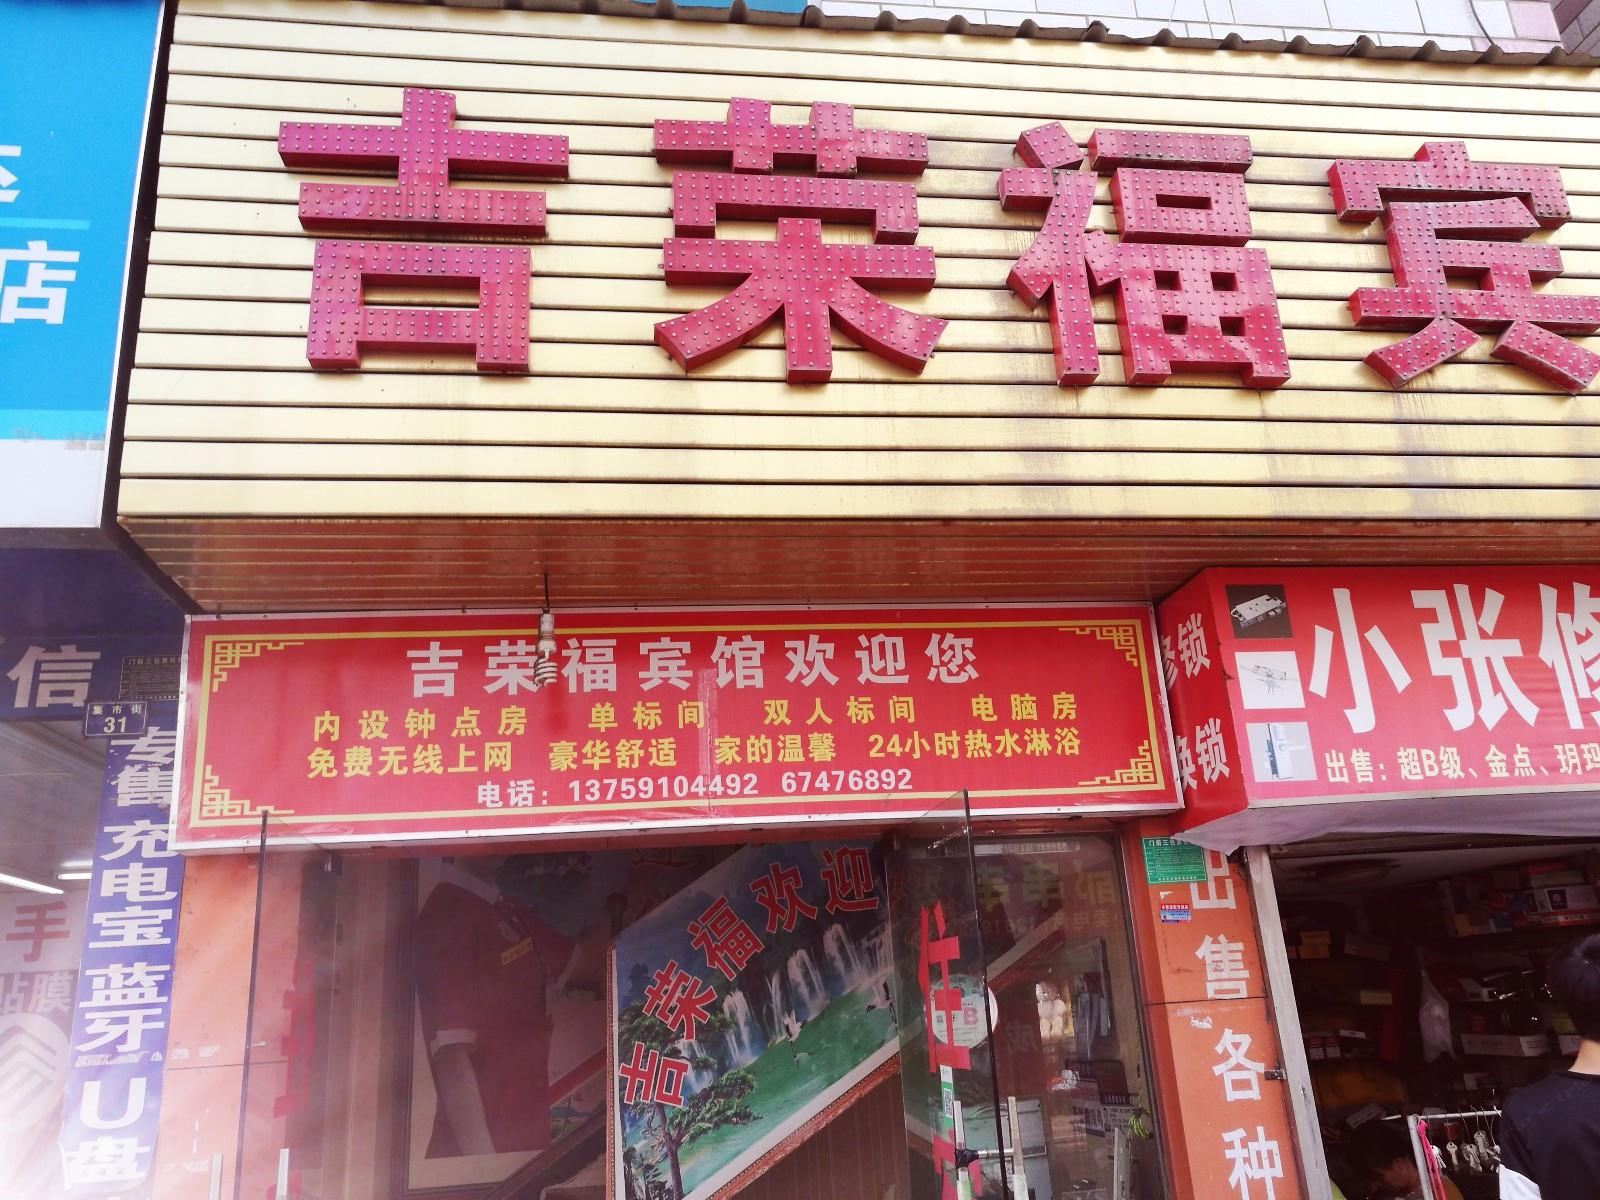 吉荣福宾
店
吉荣福宾馆欢迎您
内设钟点房 单标间 双人标间 电脑房
免费无线上网 豪华舒适 家的温馨 24小时热水淋浴
电话：13759104492 67476892
小张修
出售：超B级、金点、玥玛
修锁
换锁
信
集市街
31
专售 充电宝 蓝牙 U盘
手
贴膜
吉荣福欢迎
住
出售各种